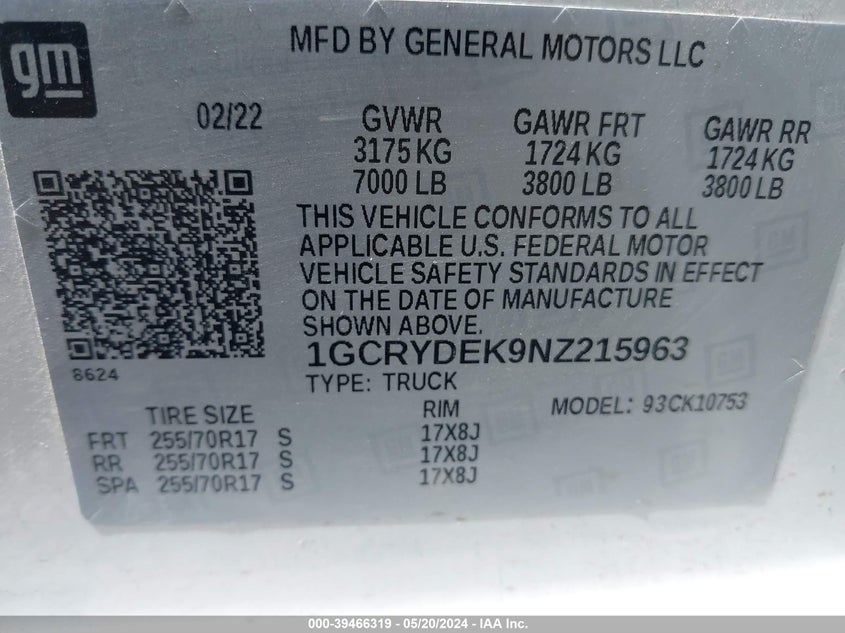 gm
MFD BY GENERAL MOTORS LLC
02/22 GVWR GAWR FRT GAWR RR
3175 KG 1724 KG 1724 KG
7000 LB 3800 LB 3800 LB
THIS VEHICLE CONFORMS TO ALL
APPLICABLE U.S. FEDERAL MOTOR
VEHICLE SAFETY STANDARDS IN EFFECT
ON THE DATE OF MANUFACTURE
SHOWN ABOVE.
1GCRYDEK9NZ215963
8624
TYPE: TRUCK
MODEL: 93CK10753
TIRE SIZE RIM
FRT 255/70R17 S 17X8J
RR 255/70R17 S 17X8J
SPA 255/70R17 S 17X8J
000-39466319 - 05/20/2024 - IAA Inc.